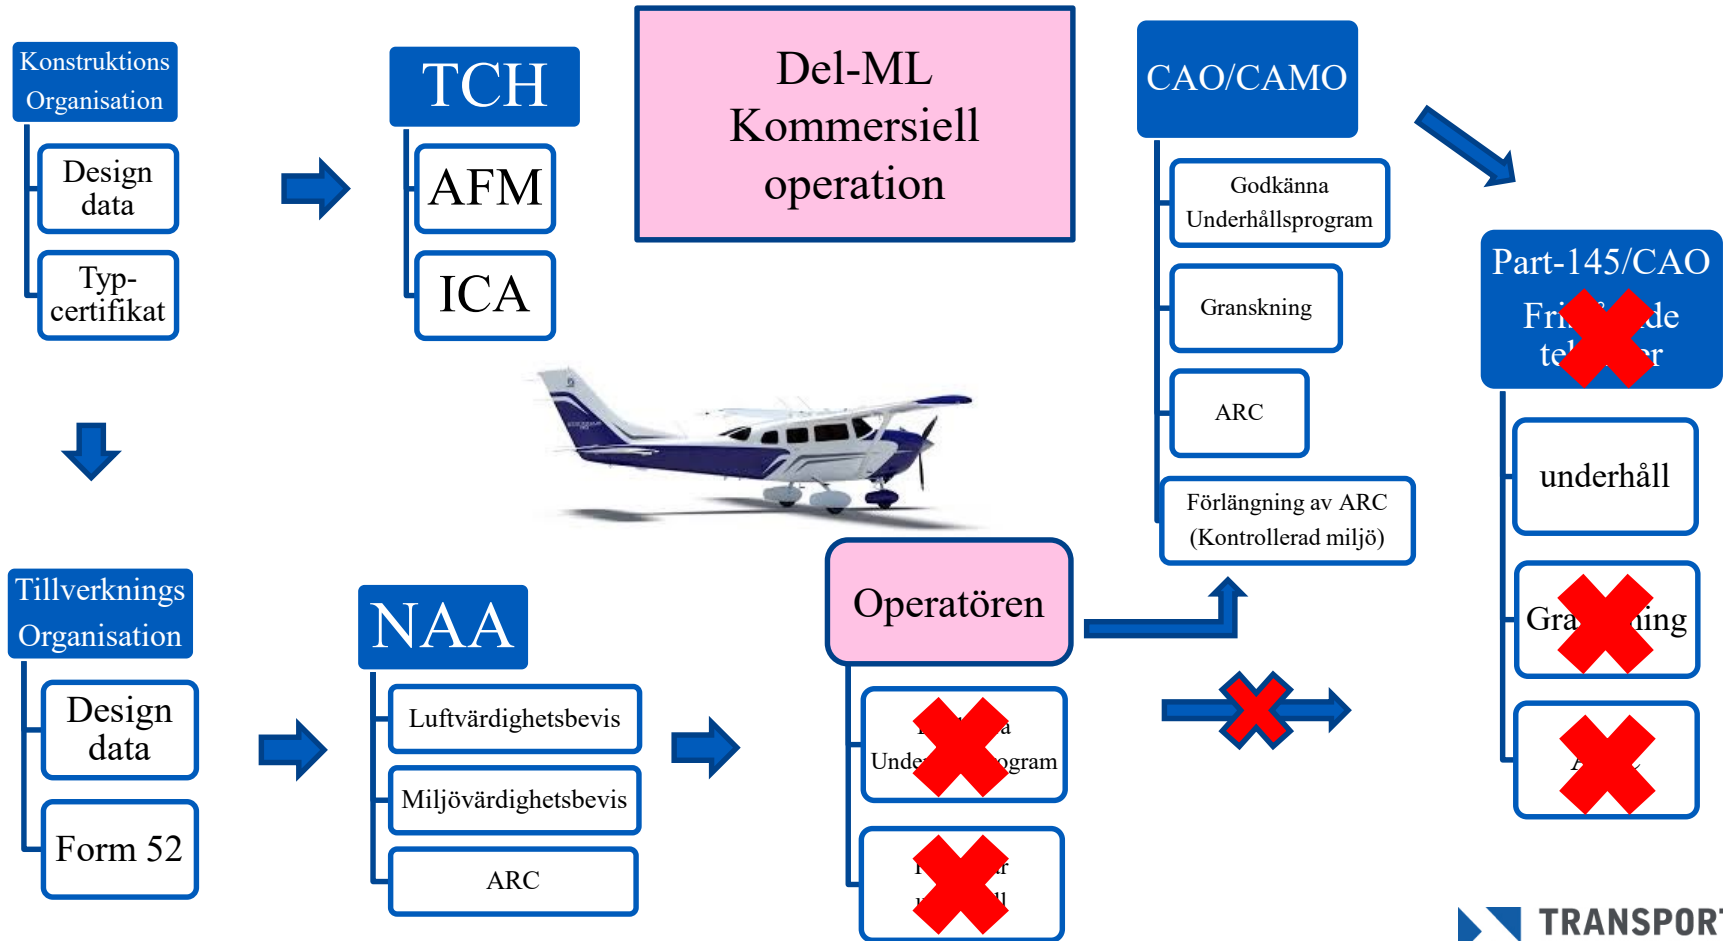 Konstruktions
Organisation
Design
data
Typ-
certifikat
TCH
AFM
ICA
Del-ML
Kommersiell
operation
CAO/CAMO
Godkänna
Underhållsprogram
Granskning
ARC
Förlängning av ARC
(Kontrollerad miljö)
Part-145/CAO
underhåll
Tillverknings
Organisation
Design
data
Form 52
NAA
Luftvärdighetsbevis
Miljövärdighetsbevis
ARC
Operatören